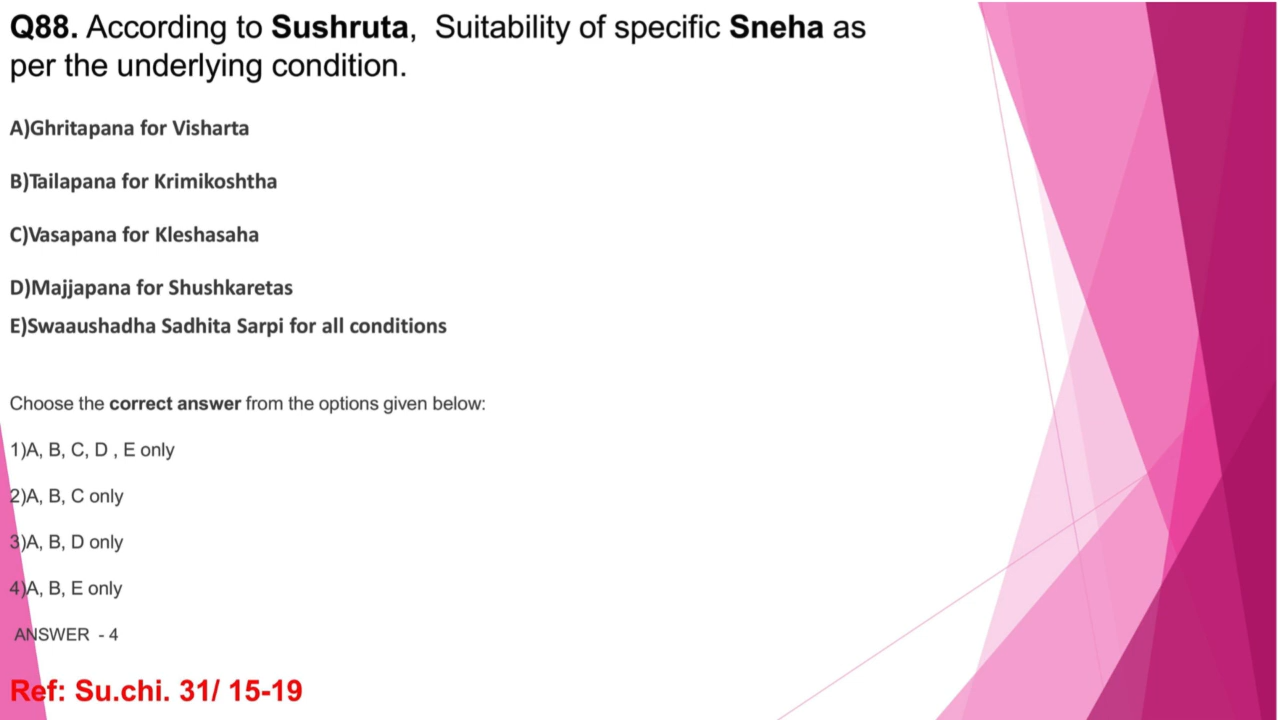 Q88. According to Sushruta, Suitability of specific Sneha as
per the underlying condition.
A)Ghritapana for Visharta
B)Tailapana for Krimikoshtha
C)Vasapana for Kleshasaha
D)Majjapana for Shushkaretas
E)Swaaushadha Sadhita Sarpi for all conditions
Choose the correct answer from the options given below:
1)A, B, C, D , E only
2)A, B, C only
3)A, B, D only
4)A, B, E only
ANSWER - 4
Ref: Su.chi. 31/ 15-19